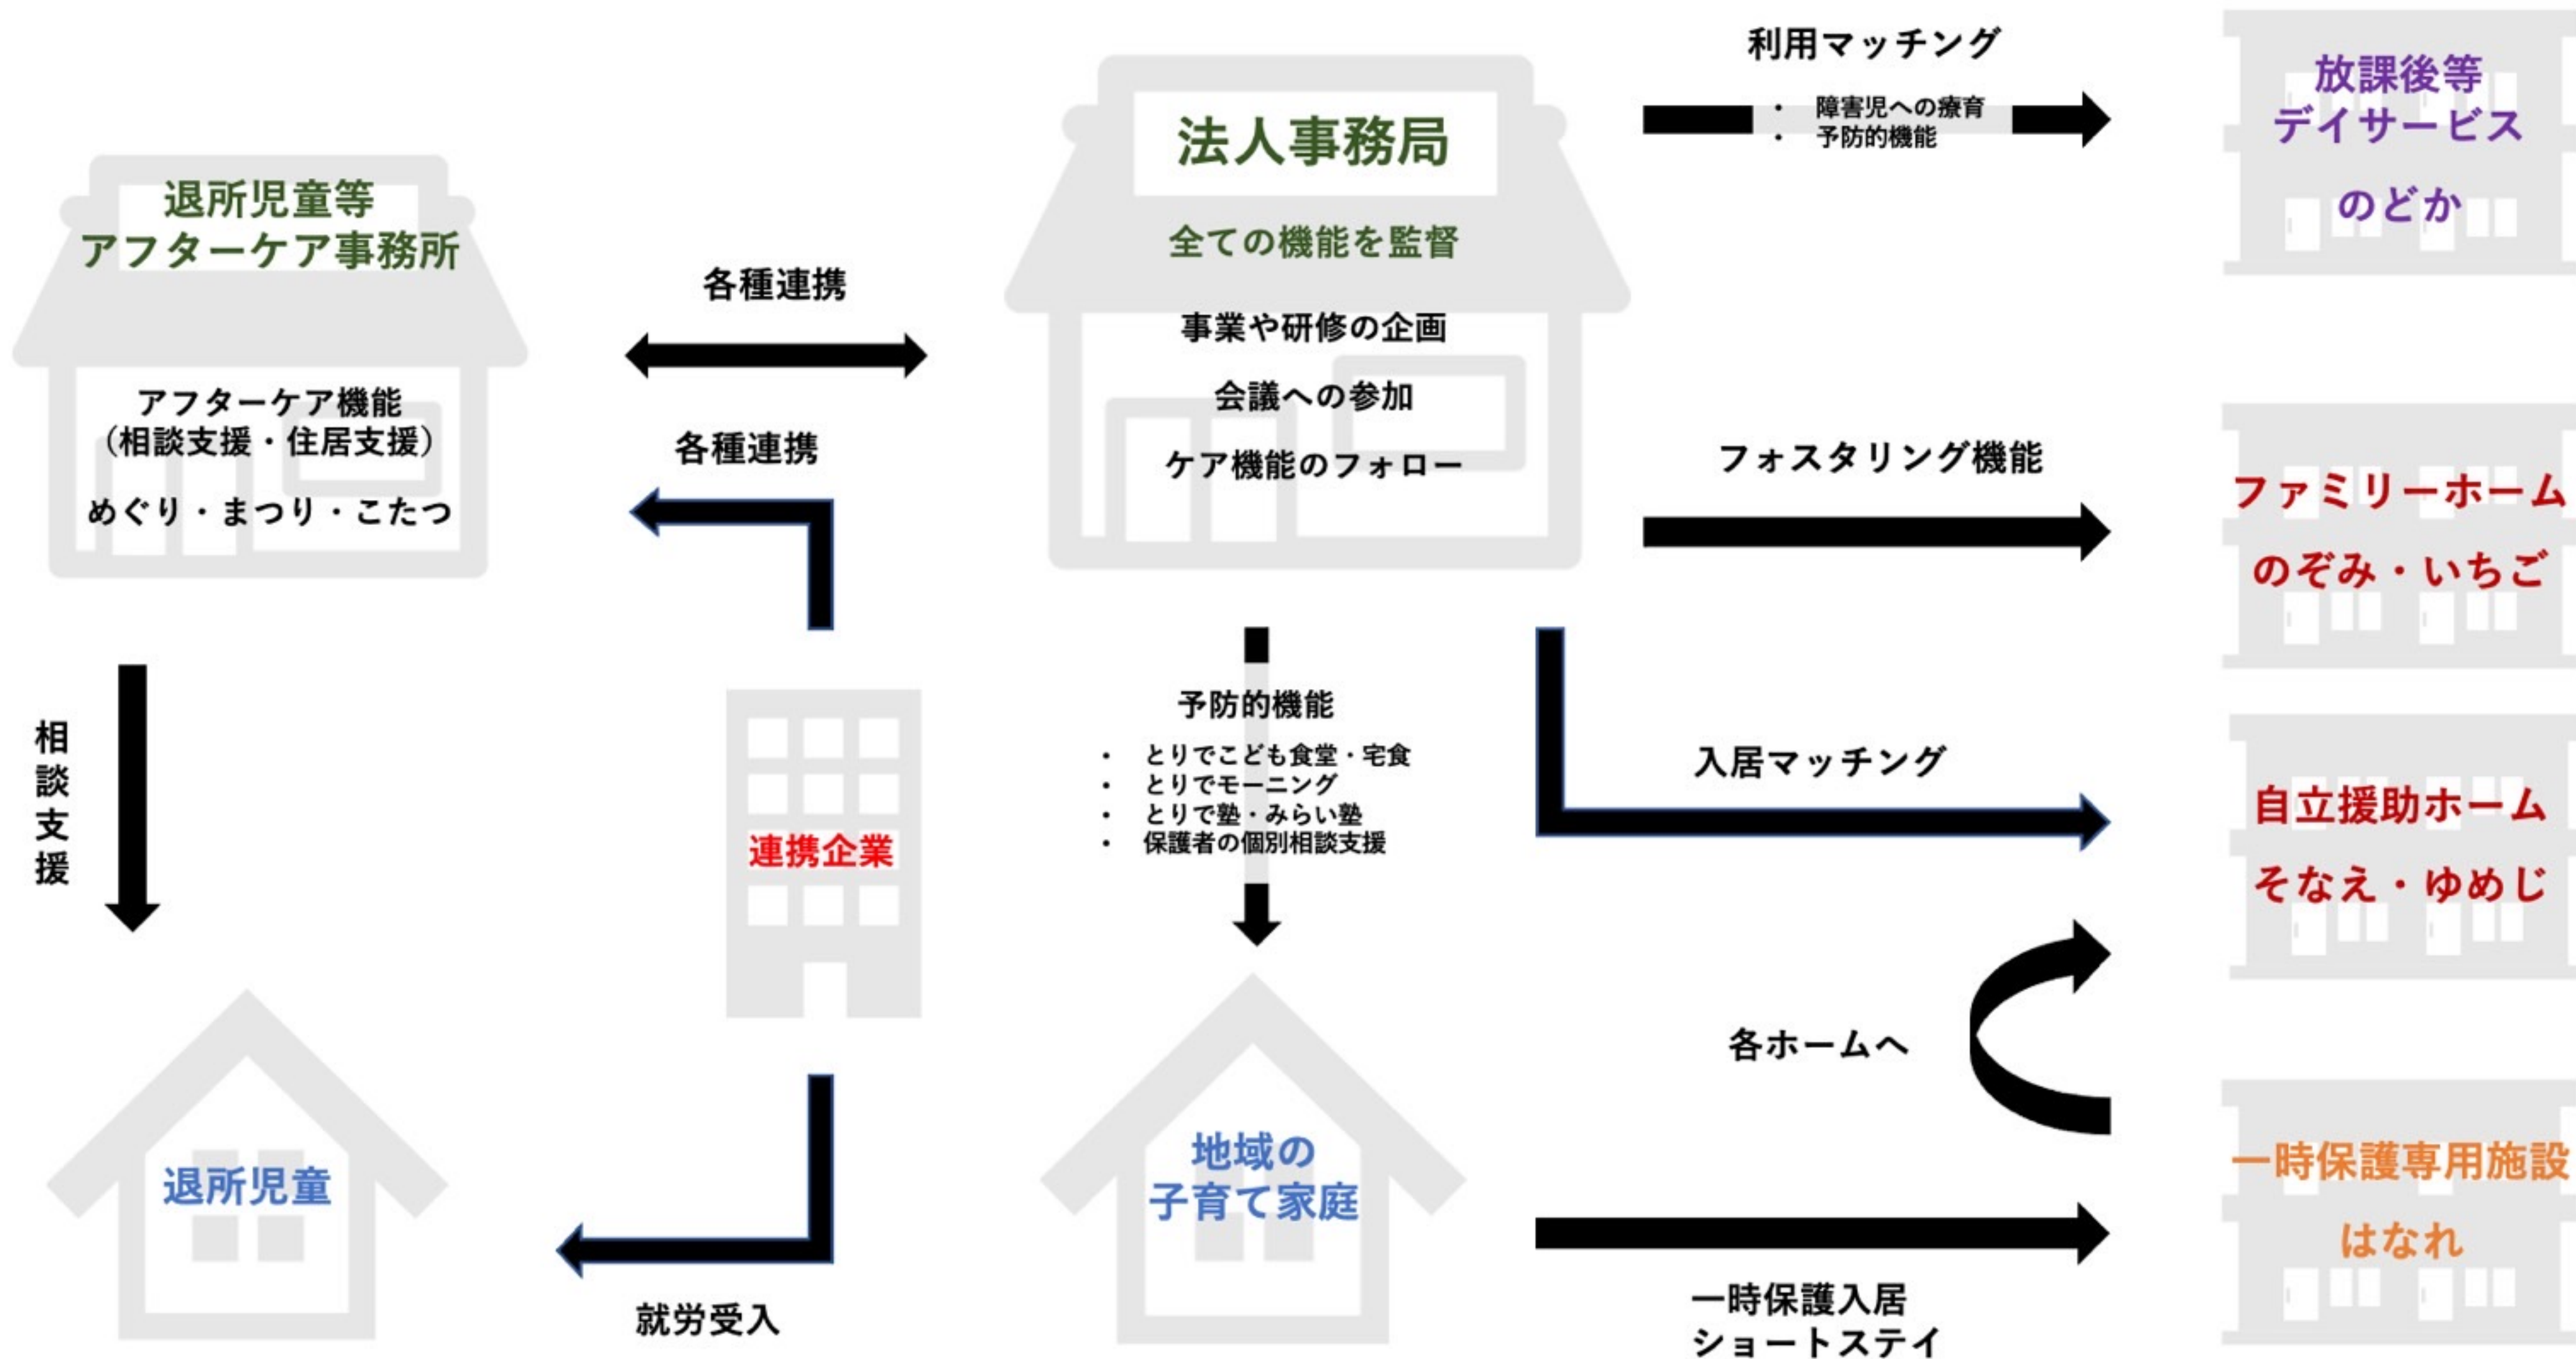 退所児童等
アフターケア事務所
アフターケア機能
（相談支援・住居支援）
めぐり・まつり・こたつ
各種連携
各種連携
法人事務局
全ての機能を監督
事業や研修の企画
会議への参加
ケア機能のフォロー
利用マッチング
・ 障害児への療育
・ 予防的機能
放課後等
デイサービス
のどか
フォスタリング機能
ファミリーホーム
のぞみ・いちご
相談支援
連携企業
予防的機能
・ とりでこども食堂・宅食
・ とりでモーニング
・ とりで塾・みらい塾
・ 保護者の個別相談支援
入居マッチング
自立援助ホーム
そなえ・ゆめじ
各ホームへ
退所児童
就労受入
地域の
子育て家庭
一時保護入居
ショートステイ
一時保護専用施設
はなれ